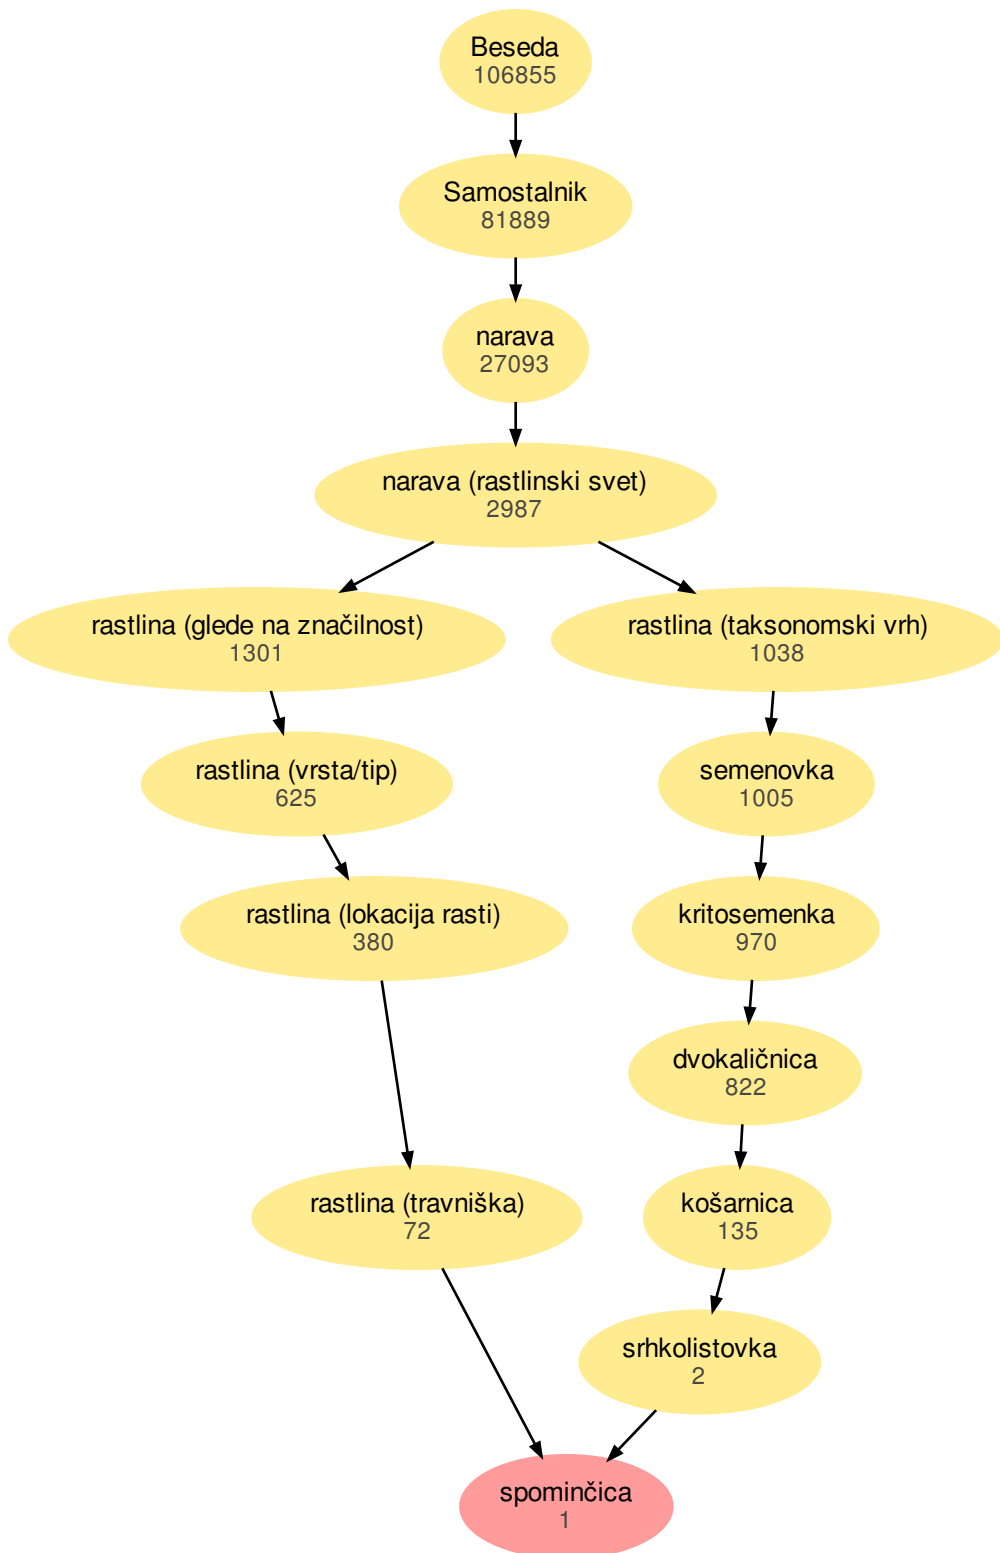 Beseda
106855
Samostalnik
81889
narava
27093
narava (rastlinski svet)
2987
rastlina (glede na značilnost)
1301
rastlina (taksonomski vrh)
1038
rastlina (vrsta/tip)
625
semenovka
1005
rastlina (lokacija rasti)
380
kritosemenka
970
dvokaličnica
822
rastlina (travniška)
72
košarnica
135
srhkolistovka
2
spominčica
1